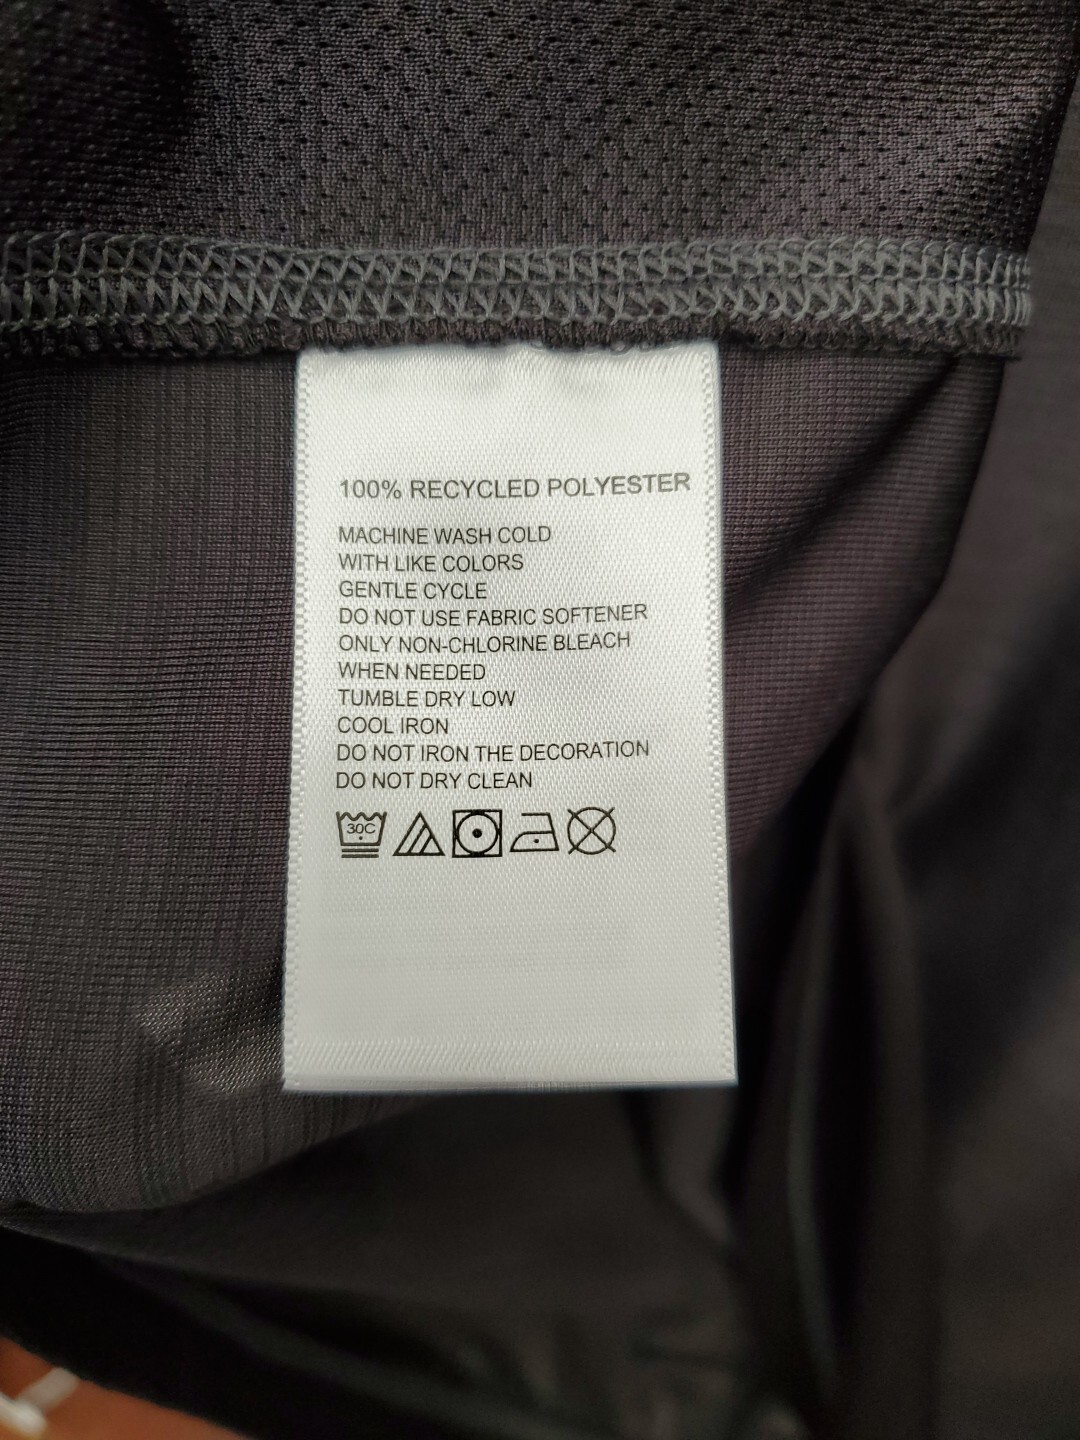 100% RECYCLED POLYESTER
MACHINE WASH COLD
WITH LIKE COLORS
GENTLE CYCLE
DO NOT USE FABRIC SOFTENER
ONLY NON-CHLORINE BLEACH
WHEN NEEDED
TUMBLE DRY LOW
COOL IRON
DO NOT IRON THE DECORATION
DO NOT DRY CLEAN
30C